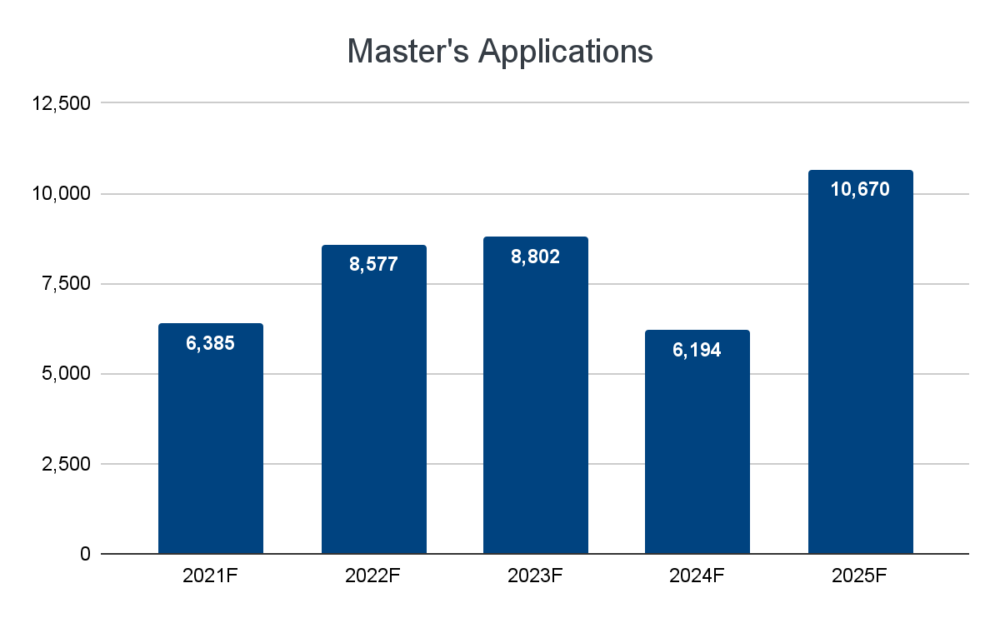 Master's Applications
12,500
10,000
7,500
5,000
2,500
0
6,385
8,577
8,802
6,194
10,670
2021F
2022F
2023F
2024F
2025F